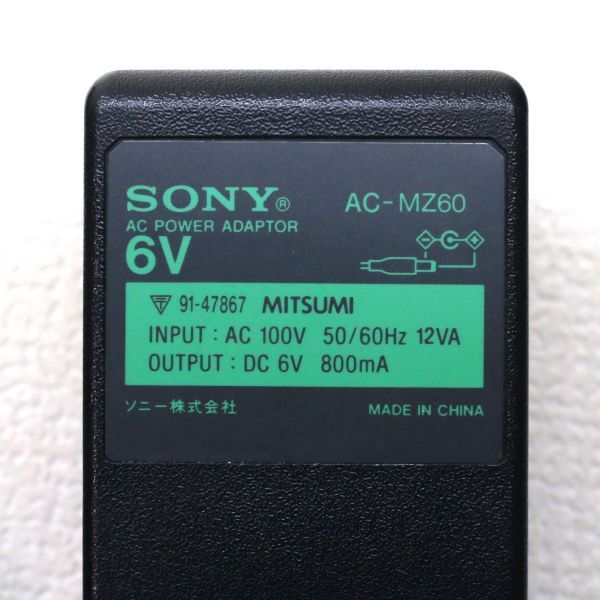 SONY®
AC-MZ60
AC POWER ADAPTOR
6V
91-47867 MITSUMI
INPUT : AC 100V 50/60Hz 12VA
OUTPUT : DC 6V 800mA
ソニー株式会社
MADE IN CHINA